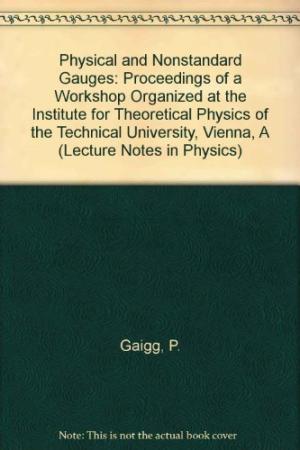 Physical and Nonstandard
Gauges: Proceedings of a
Workshop Organized at the
Institute for Theoretical Physics of
the Technical University, Vienna, A
(Lecture Notes in Physics)
Gaigg, P.
Note: This is not the actual book cover